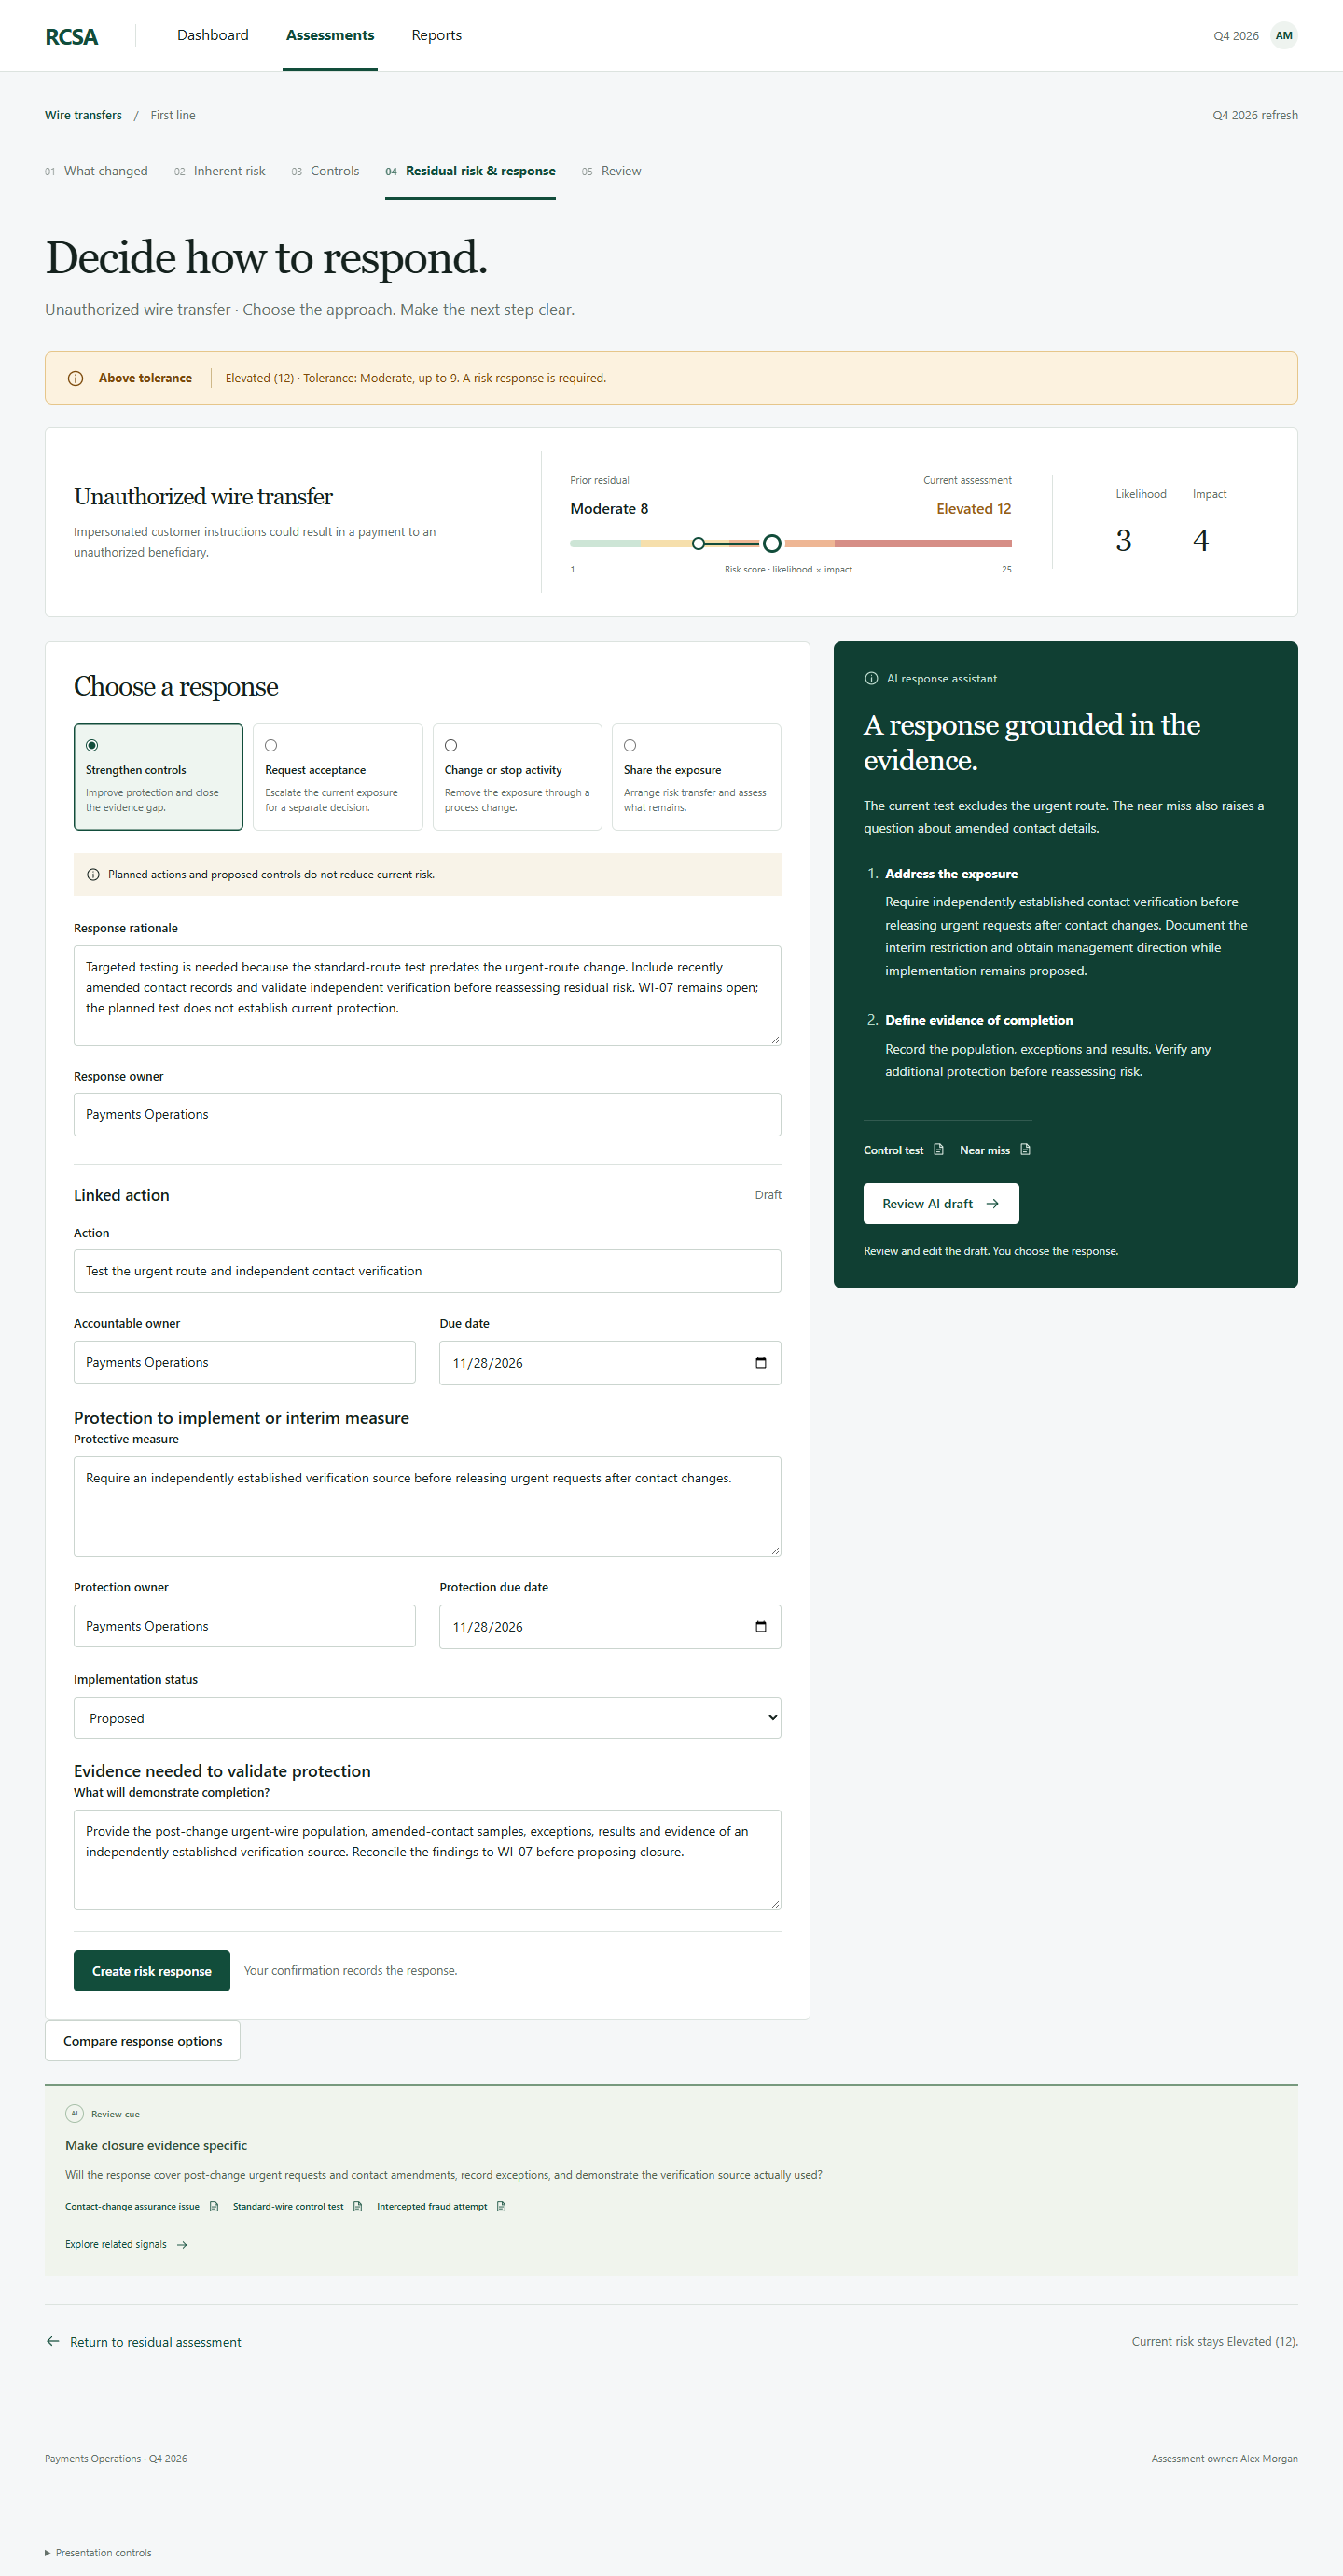 RCSA
Dashboard
Assessments
Reports
Q4 2026
AM
Wire transfers / First line
Q4 2026 refresh
01 What changed
02 Inherent risk
03 Controls
04 Residual risk & response
05 Review
Decide how to respond.
Unauthorized wire transfer · Choose the approach. Make the next step clear.
Above tolerance
Elevated (12) · Tolerance: Moderate, up to 9. A risk response is required.
Unauthorized wire transfer
Impersonated customer instructions could result in a payment to an
unauthorized beneficiary.
Prior residual
Current assessment
Moderate 8
Elevated 12
1
Risk score · likelihood × impact
25
Likelihood
Impact
3
4
Choose a response
Strengthen controls
Improve protection and close
the evidence gap.
Request acceptance
Escalate the current exposure
for a separate decision.
Change or stop activity
Remove the exposure through a
process change.
Share the exposure
Arrange risk transfer and assess
what remains.
Planned actions and proposed controls do not reduce current risk.
Response rationale
Targeted testing is needed because the standard-route test predates the urgent-route change. Include recently
amended contact records and validate independent verification before reassessing residual risk. WI-07 remains open;
the planned test does not establish current protection.
Response owner
Payments Operations
Linked action
Draft
Action
Test the urgent route and independent contact verification
Accountable owner
Due date
Payments Operations
11/28/2026
Protection to implement or interim measure
Protective measure
Require an independently established verification source before releasing urgent requests after contact changes.
Protection owner
Protection due date
Payments Operations
11/28/2026
Implementation status
Proposed
Evidence needed to validate protection
What will demonstrate completion?
Provide the post-change urgent-wire population, amended-contact samples, exceptions, results and evidence of an
independently established verification source. Reconcile the findings to WI-07 before proposing closure.
Create risk response
Your confirmation records the response.
AI response assistant
A response grounded in the
evidence.
The current test excludes the urgent route. The near miss also raises a
question about amended contact details.
1. Address the exposure
Require independently established contact verification before
releasing urgent requests after contact changes. Document the
interim restriction and obtain management direction while
implementation remains proposed.
2. Define evidence of completion
Record the population, exceptions and results. Verify any
additional protection before reassessing risk.
Control test
Near miss
Review AI draft
Review and edit the draft. You choose the response.
Compare response options
AI
Review cue
Make closure evidence specific
Will the response cover post-change urgent requests and contact amendments, record exceptions, and demonstrate the verification source actually used?
Contact-change assurance issue
Standard-wire control test
Intercepted fraud attempt
Explore related signals
Return to residual assessment
Current risk stays Elevated (12).
Payments Operations · Q4 2026
Assessment owner: Alex Morgan
Presentation controls